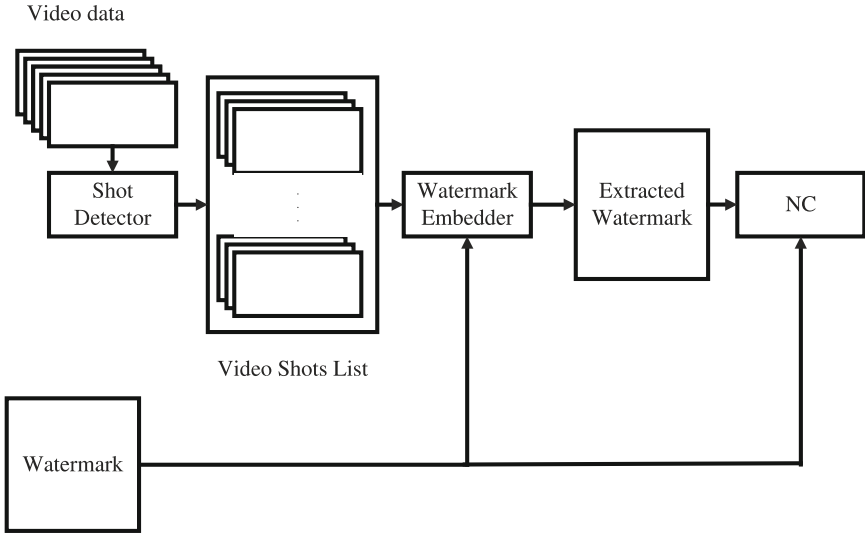 Video data
Shot
Detector
Watermark
Embedder
Extracted
Watermark
NC
Video Shots List
Watermark